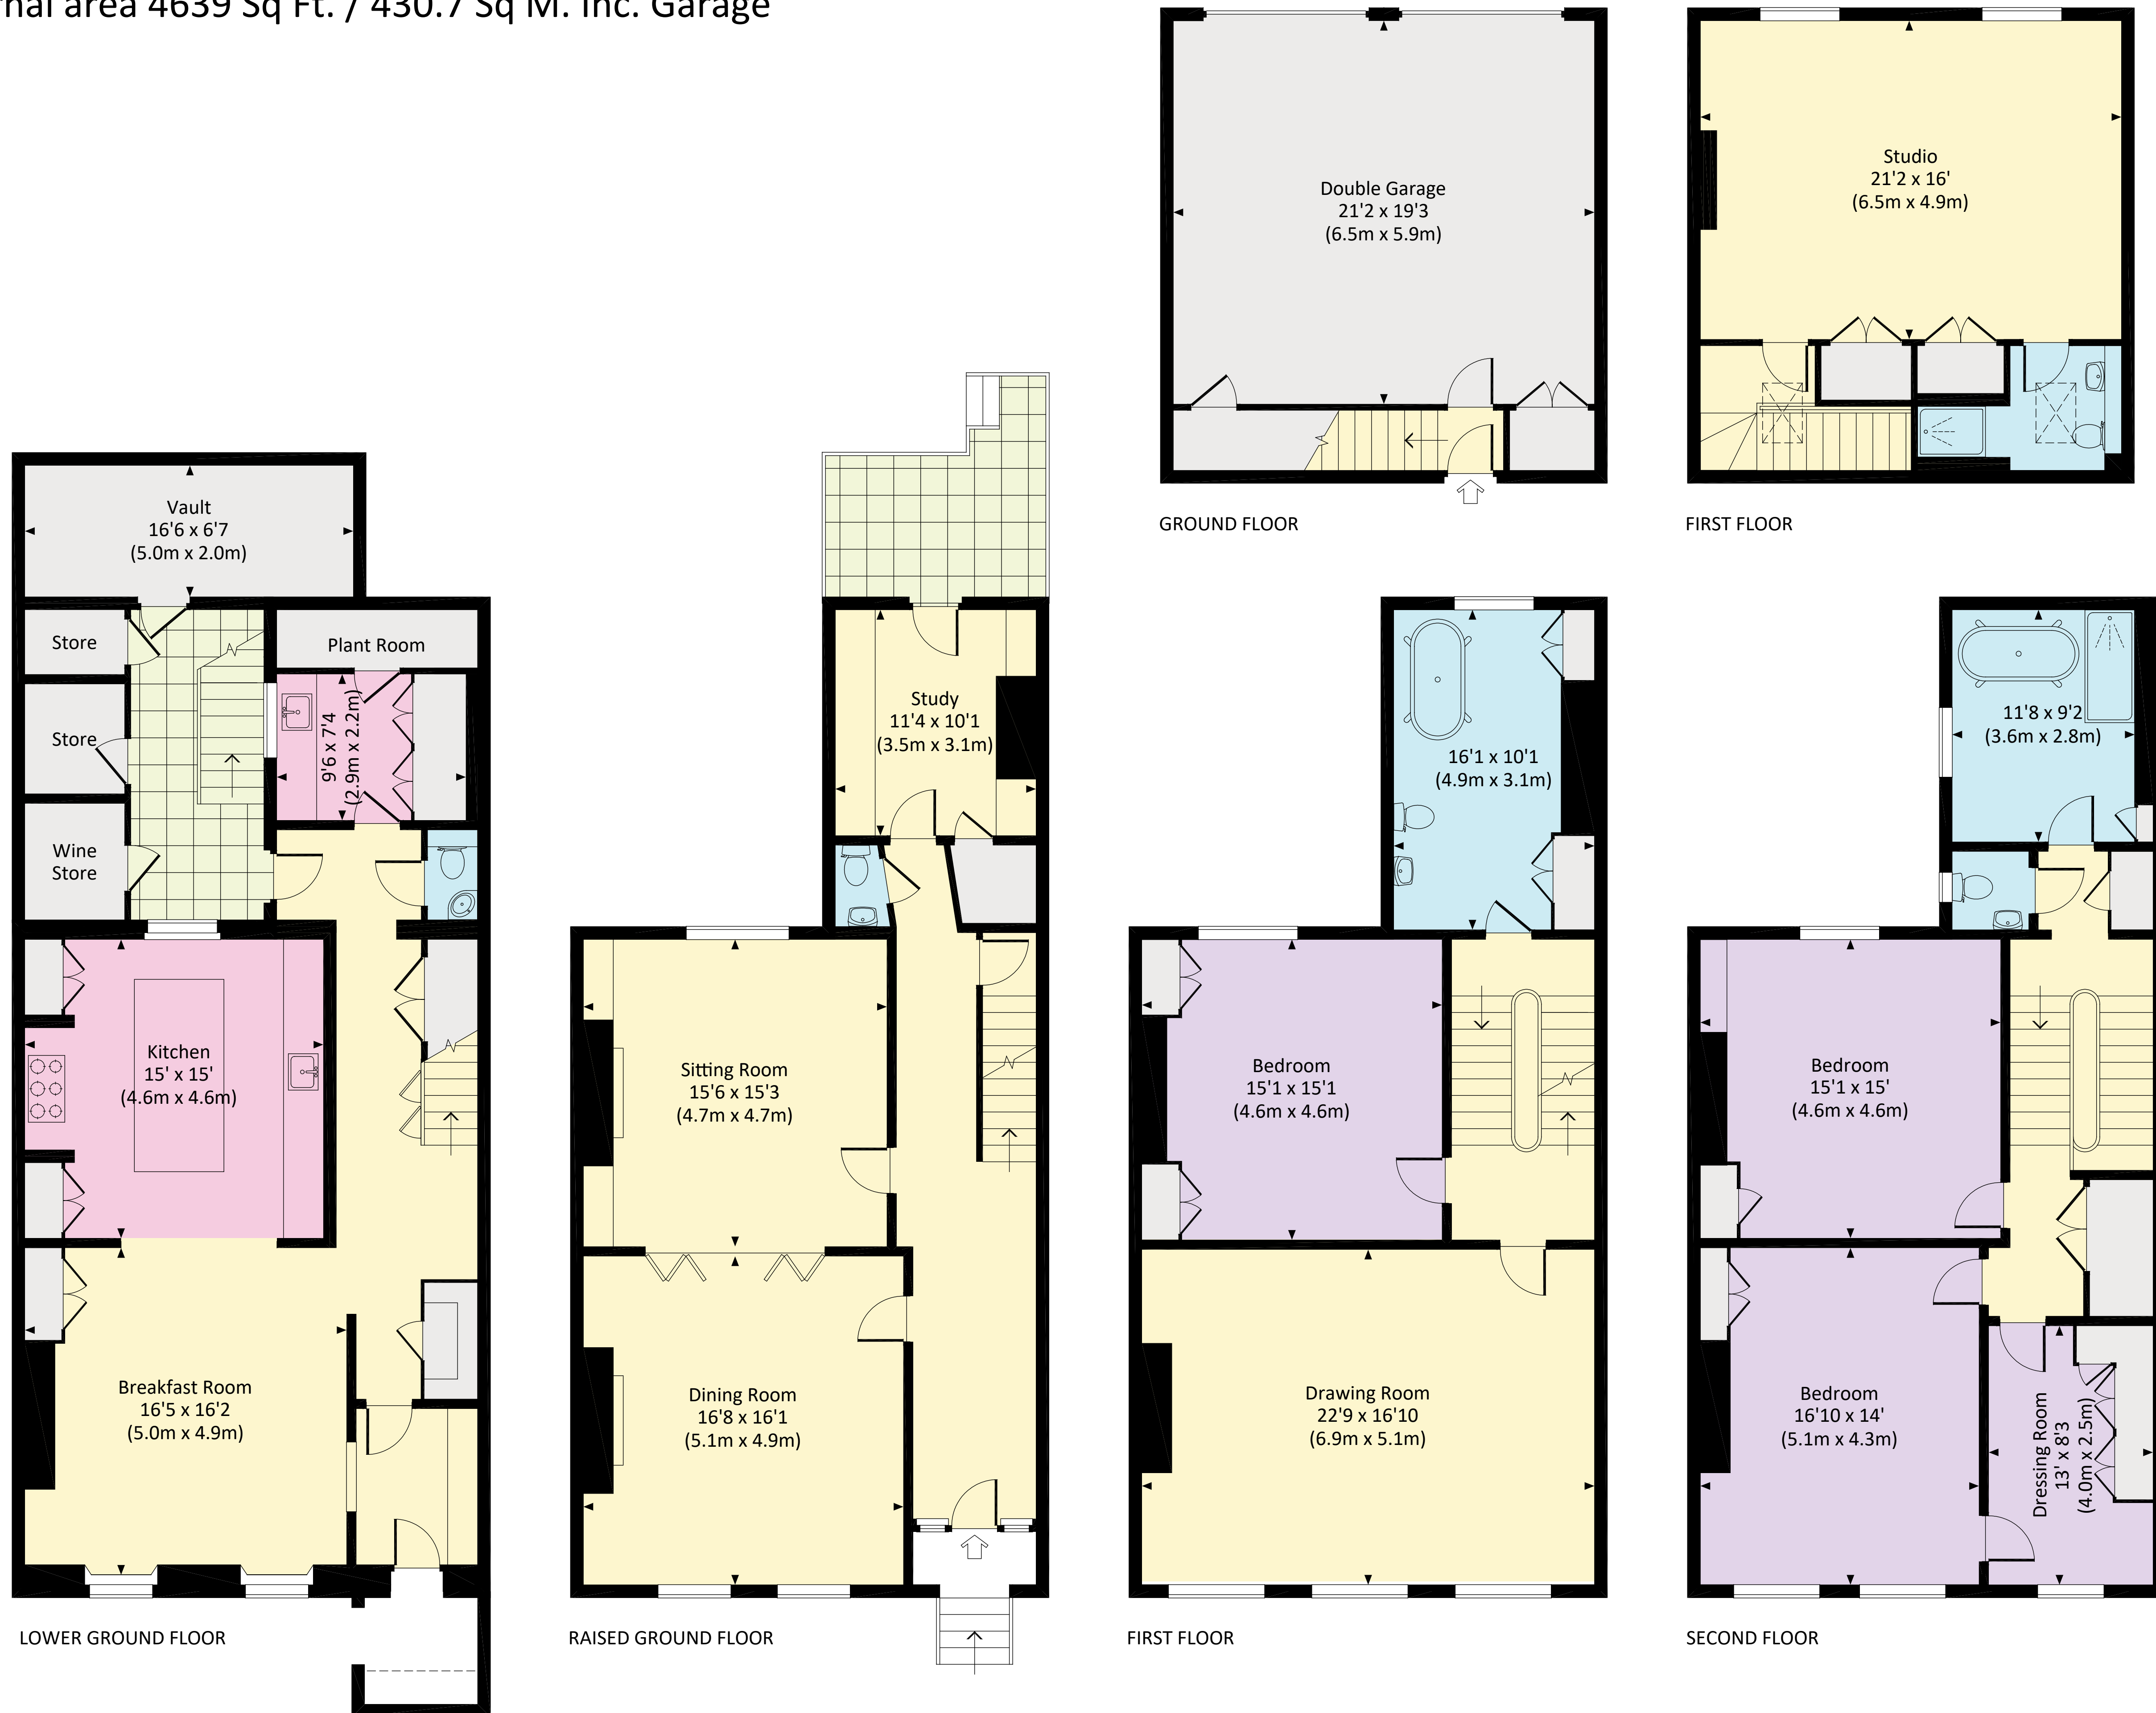 area 4639 Sq Ft. / 430.7 Sq M. Inc. Garage
Double Garage
21'2 x 19'3
(6.5m x 5.9m)
GROUND FLOOR
Studio
21'2 x 16'
(6.5m x 4.9m)
FIRST FLOOR
Vault
16'6 x 6'7
(5.0m x 2.0m)
Store
Plant Room
Store
9'6 x 7'4
(2.9m x 2.2m)
Wine
Store
Kitchen
15' x 15'
(4.6m x 4.6m)
Breakfast Room
16'5 x 16'2
(5.0m x 4.9m)
LOWER GROUND FLOOR
Study
11'4 x 10'1
(3.5m x 3.1m)
Sitting Room
15'6 x 15'3
(4.7m x 4.7m)
Dining Room
16'8 x 16'1
(5.1m x 4.9m)
RAISED GROUND FLOOR
16'1 x 10'1
(4.9m x 3.1m)
Bedroom
15'1 x 15'1
(4.6m x 4.6m)
Drawing Room
22'9 x 16'10
(6.9m x 5.1m)
FIRST FLOOR
11'8 x 9'2
(3.6m x 2.8m)
Bedroom
15'1 x 15'
(4.6m x 4.6m)
Bedroom
16'10 x 14'
(5.1m x 4.3m)
Dressing Room
13' x 8'3
(4.0m x 2.5m)
SECOND FLOOR